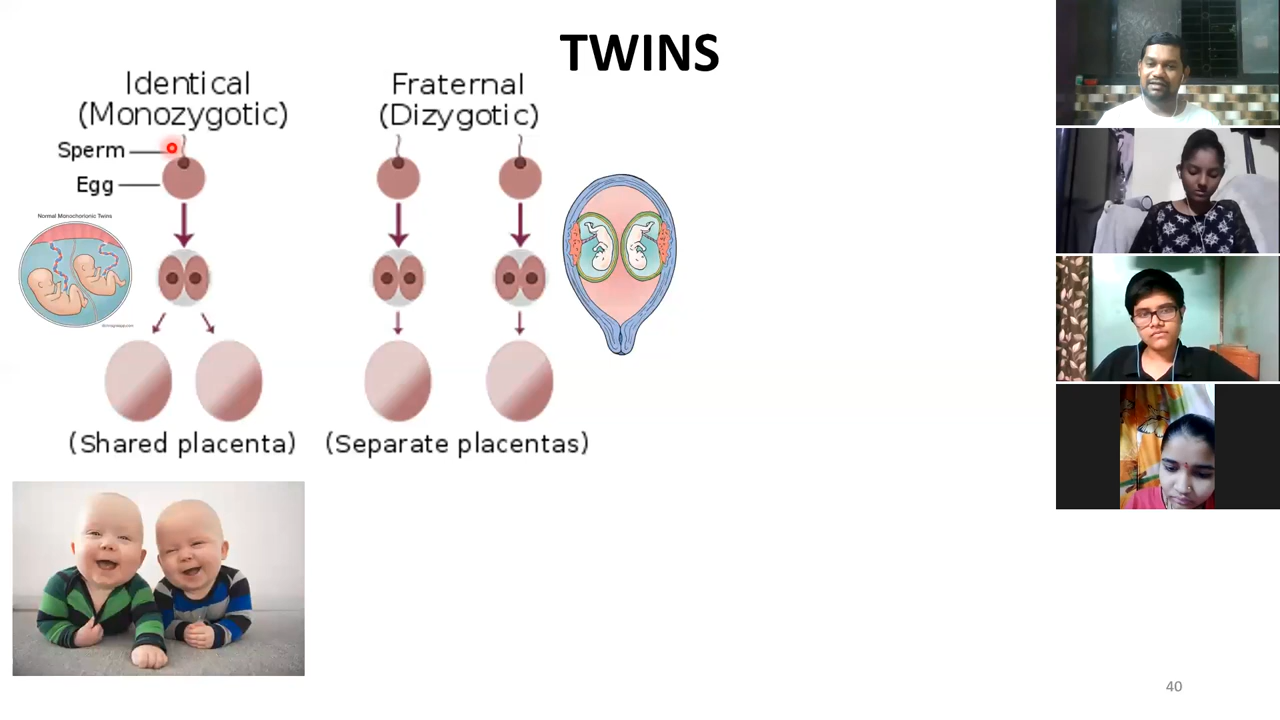 TWINS
Identical
(Monozygotic)
Fraternal
(Dizygotic)
Sperm
Egg
Normal Monochorionic Twins
(Shared placenta)
(Separate placentas)
40